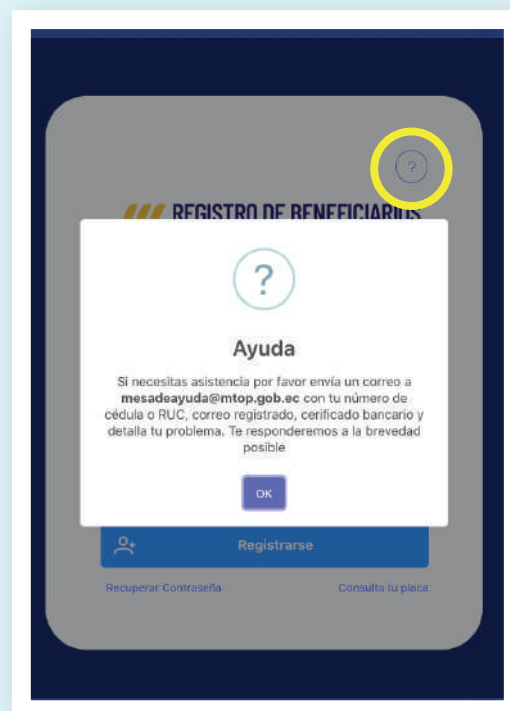 ?
REGISTRO DE BENEFICIARIOS
?
Ayuda
Si necesitas asistencia por favor envía un correo a
mesadeayuda@mtop.gob.ec con tu número de
cédula o RUC, correo registrado, cerificado bancario y
detalla tu problema. Te responderemos a la brevedad
posible
OK
Registrarse
Recuperar Contraseña Consulta tu placa